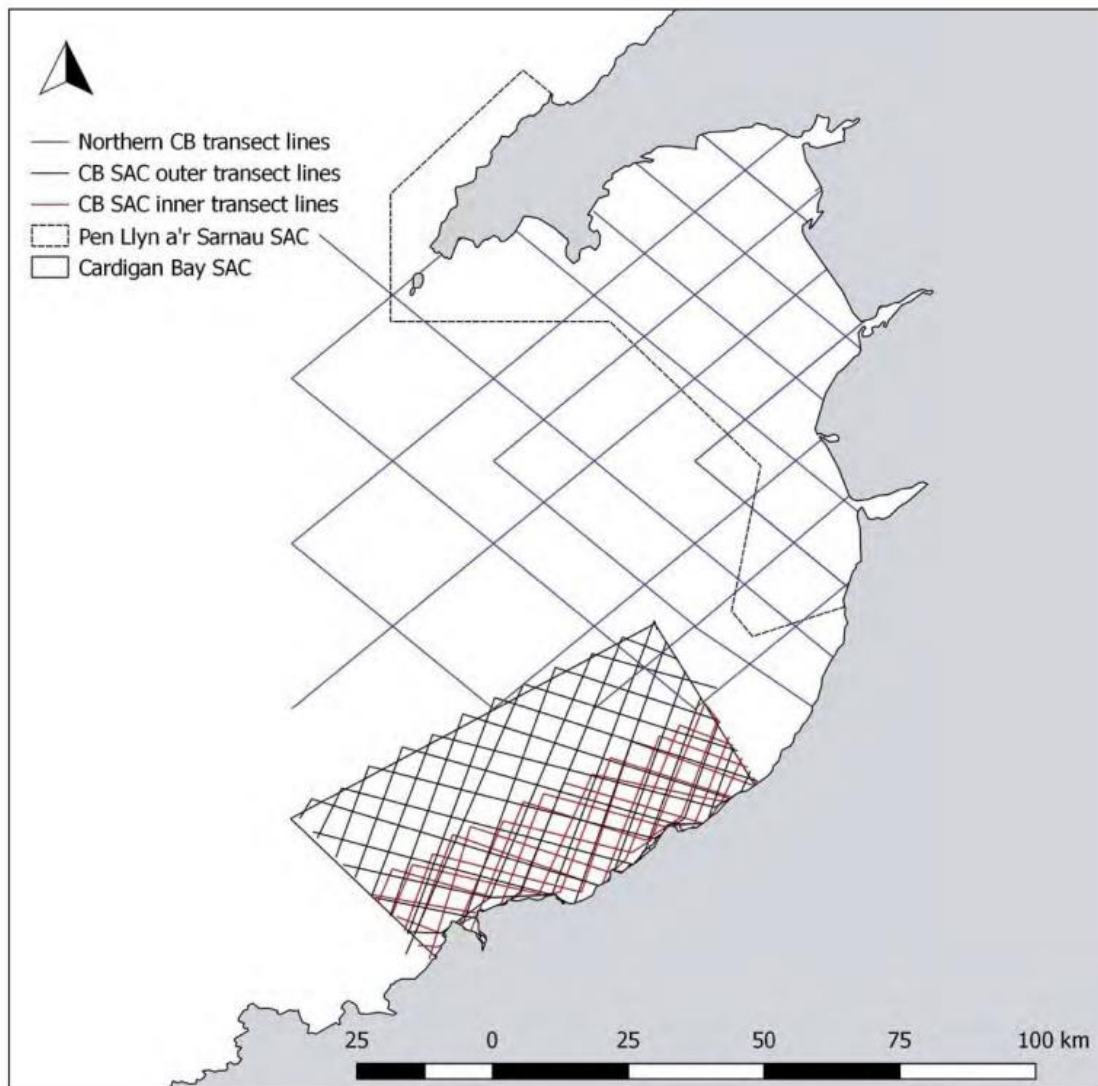 Northern CB transect lines
CB SAC outer transect lines
CB SAC inner transect lines
Pen Llyn a'r Sarnau SAC
Cardigan Bay SAC
25 0 25 50 75 100 km